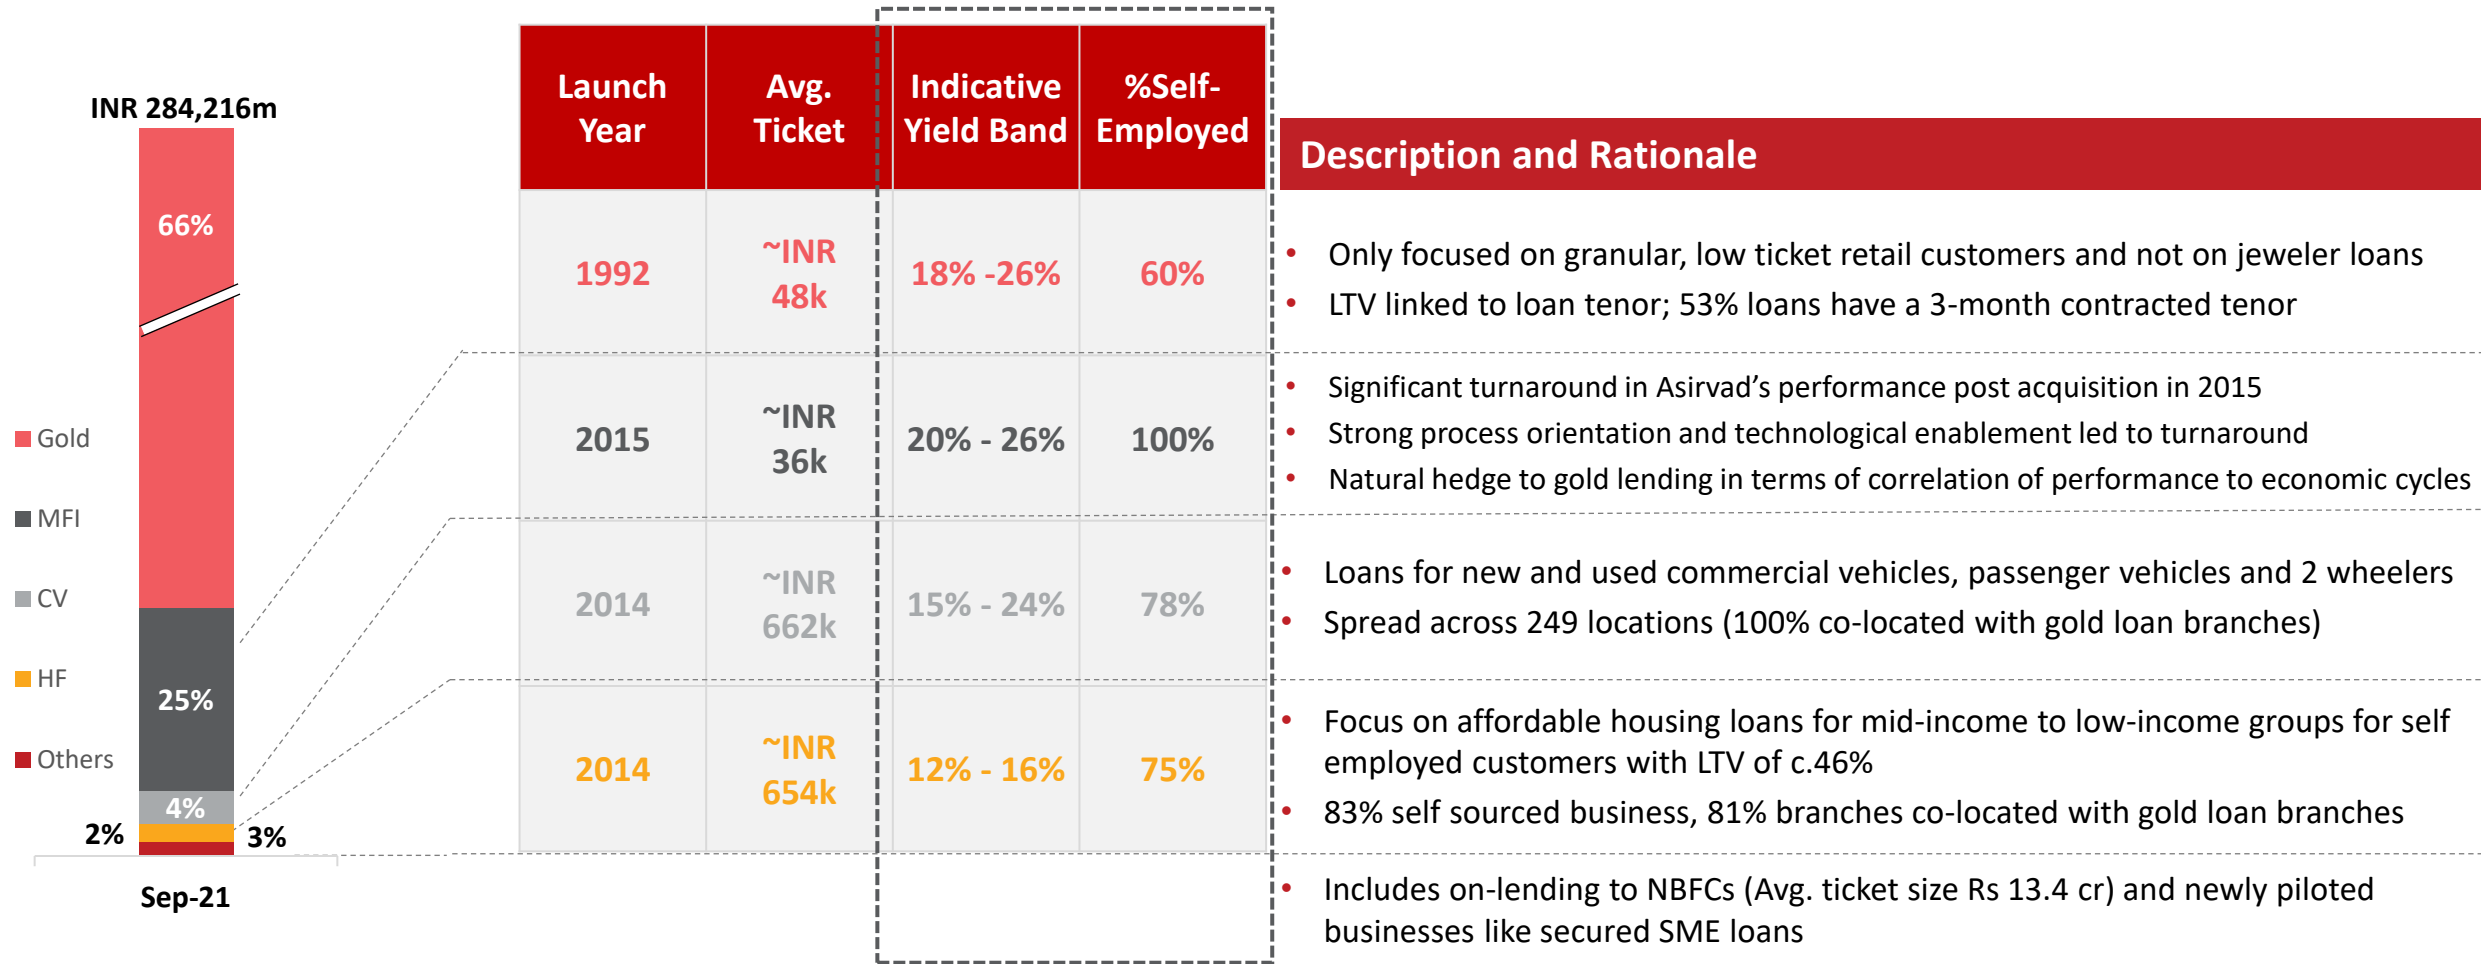 INR 284,216m
66%
25%
4%
2%
3%
Sep-21
Gold
MFI
CV
HF
Others
Launch
Year
Avg.
Ticket
Indicative
Yield Band
%Self-
Employed
1992
~INR
48k
18% -26%
60%
2015
~INR
36k
20% - 26%
100%
2014
~INR
662k
15% - 24%
78%
2014
~INR
654k
12% - 16%
75%
Description and Rationale
• Only focused on granular, low ticket retail customers and not on jeweler loans
• LTV linked to loan tenor; 53% loans have a 3-month contracted tenor
• Significant turnaround in Asirvad’s performance post acquisition in 2015
• Strong process orientation and technological enablement led to turnaround
• Natural hedge to gold lending in terms of correlation of performance to economic cycles
• Loans for new and used commercial vehicles, passenger vehicles and 2 wheelers
• Spread across 249 locations (100% co-located with gold loan branches)
• Focus on affordable housing loans for mid-income to low-income groups for self
employed customers with LTV of c.46%
• 83% self sourced business, 81% branches co-located with gold loan branches
• Includes on-lending to NBFCs (Avg. ticket size Rs 13.4 cr) and newly piloted
businesses like secured SME loans